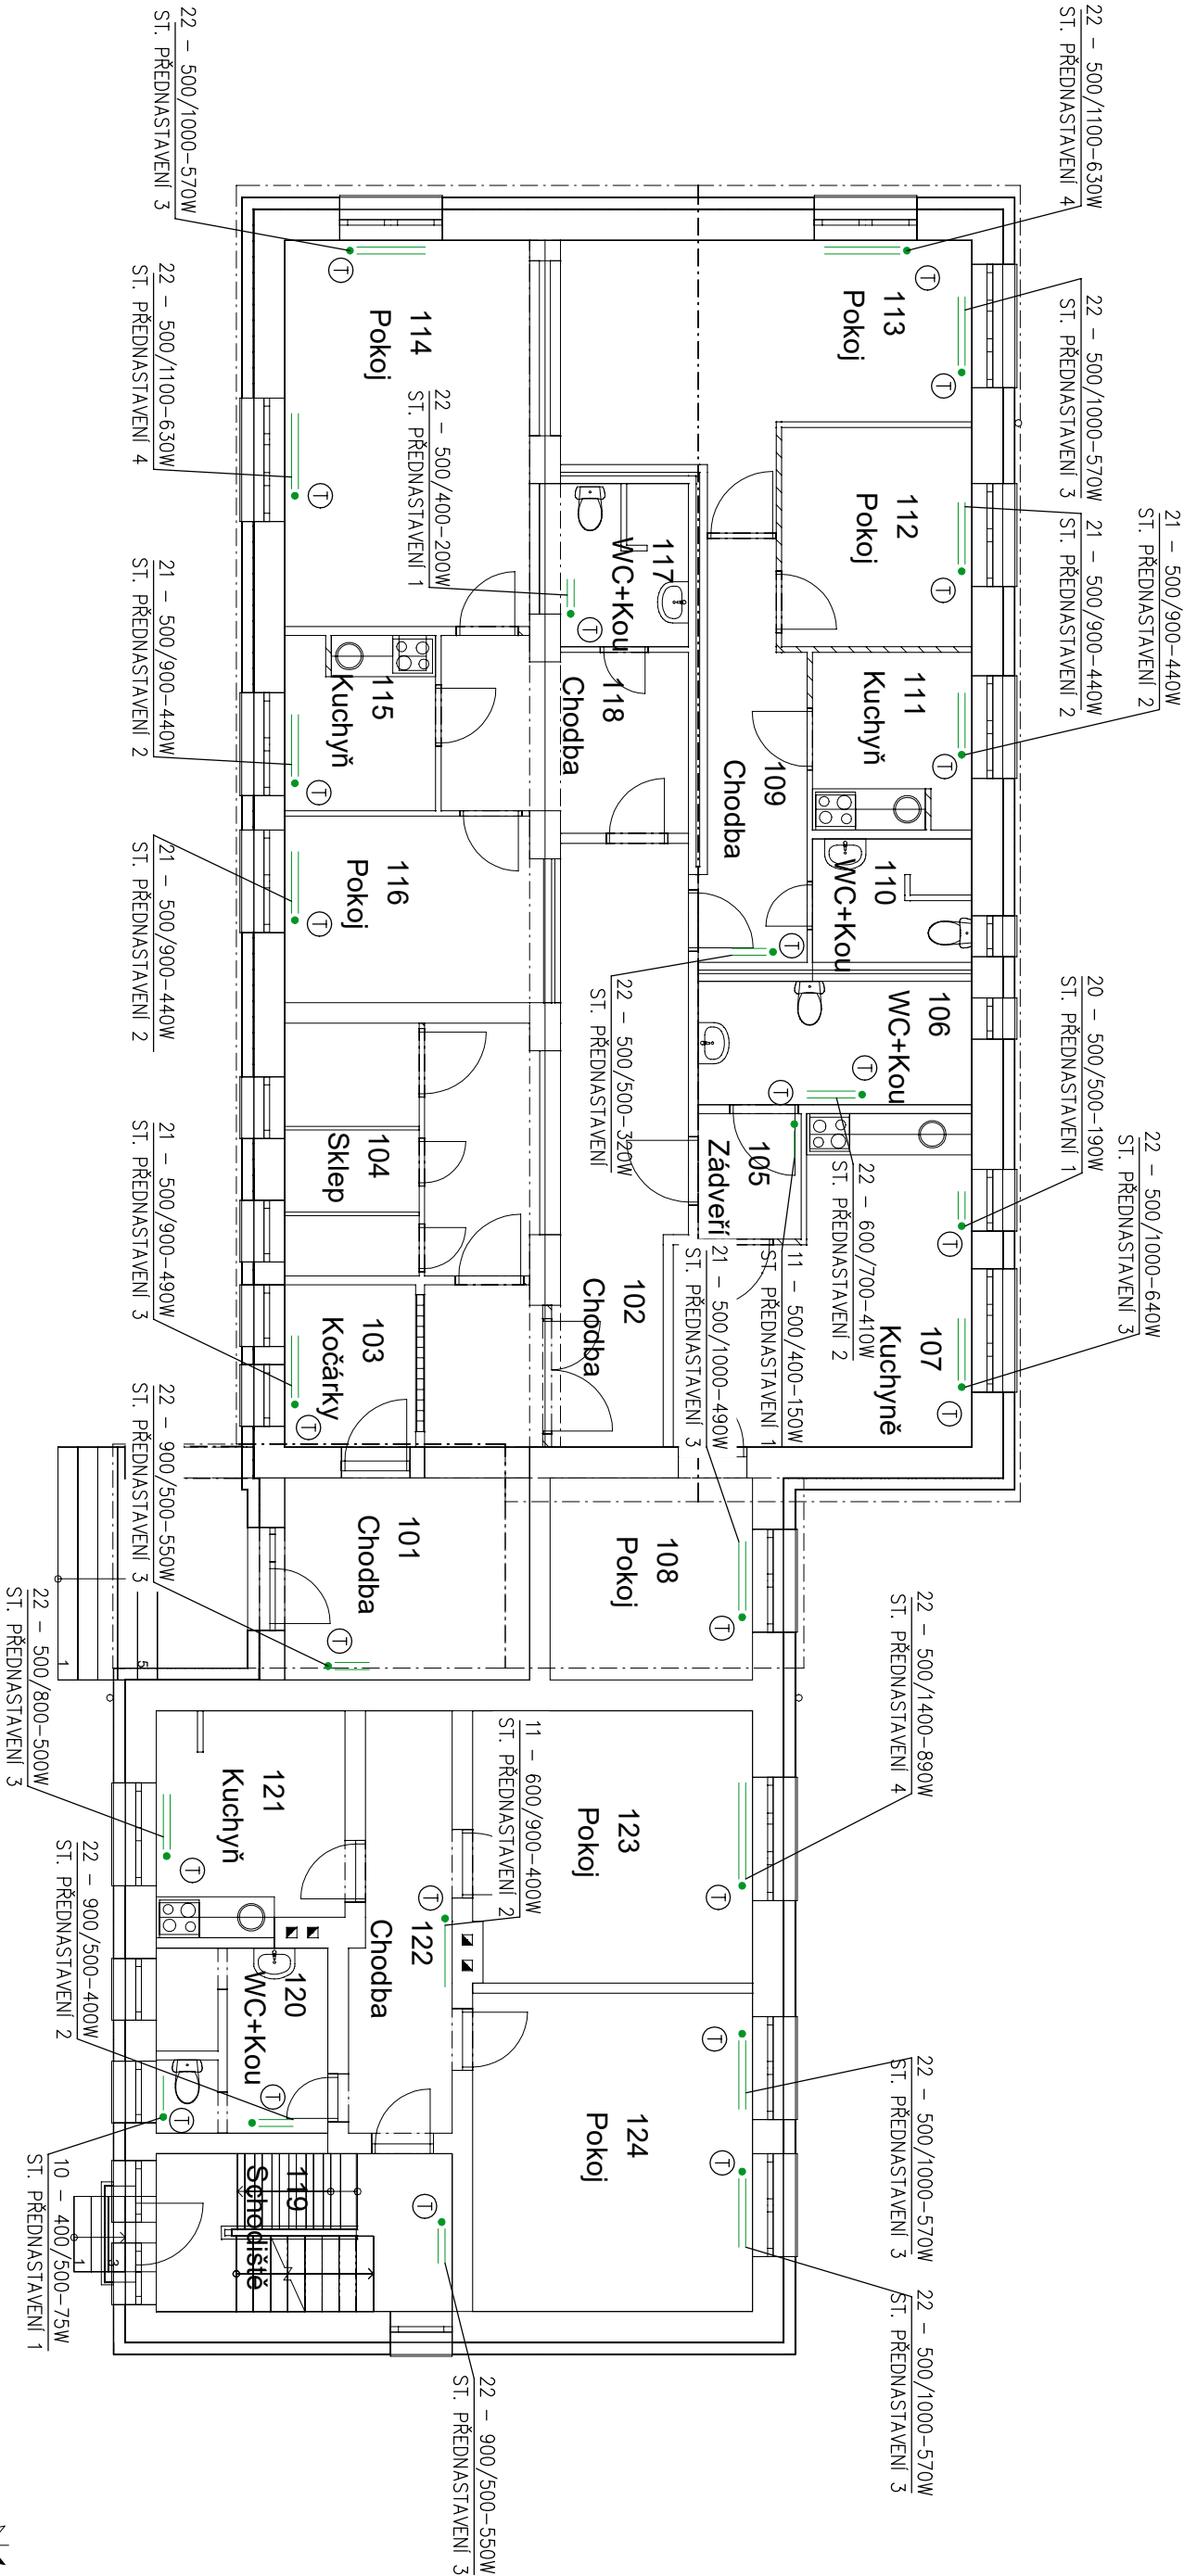 22 - 500/1100-630W
ST. PŘEDNASTAVENÍ 4
22 - 500/1000-570W
ST. PŘEDNASTAVENÍ 3
21 - 500/900-440W
ST. PŘEDNASTAVENÍ 2
21 - 500/900-440W
ST. PŘEDNASTAVENÍ 2
20 - 500/500-190W
ST. PŘEDNASTAVENÍ 1
22 - 500/1000-640W
ST. PŘEDNASTAVENÍ 3
22 - 500/1400-890W
ST. PŘEDNASTAVENÍ 4
22 - 500/1000-570W
ST. PŘEDNASTAVENÍ 3
22 - 500/1000-570W
ST. PŘEDNASTAVENÍ 3
113
Pokoj
T
T
112
Pokoj
T
111
Kuchyň
T
110
WC+Kou
109
Chodba
T
106
WC+Kou
T
105
Zádveří
T
107
Kuchyně
T
T
22 - 600/700-410W
ST. PŘEDNASTAVENÍ 2
11 - 500/400-150W
ST. PŘEDNASTAVENÍ 1
21 - 500/1000-490W
ST. PŘEDNASTAVENÍ 3
22 - 500/500-320W
ST. PŘEDNASTAVENÍ
117
WC+Kou
T
118
Chodba
22 - 500/400-200W
ST. PŘEDNASTAVENÍ 1
102
Chodba
108
Pokoj
T
123
Pokoj
T
124
Pokoj
T
T
114
Pokoj
T
T
115
Kuchyň
T
116
Pokoj
T
104
Sklep
103
Kočárky
T
101
Chodba
T
11 - 600/900-400W
ST. PŘEDNASTAVENÍ 2
122
Chodba
T
121
Kuchyň
T
120
WC+Kou
T
T
119
Schodiště
T
22 - 500/1000-570W
ST. PŘEDNASTAVENÍ 3
22 - 500/1100-630W
ST. PŘEDNASTAVENÍ 4
21 - 500/900-440W
ST. PŘEDNASTAVENÍ 2
21 - 500/900-440W
ST. PŘEDNASTAVENÍ 2
21 - 500/900-490W
ST. PŘEDNASTAVENÍ 3
22 - 900/500-550W
ST. PŘEDNASTAVENÍ 3
5
1
22 - 500/800-500W
ST. PŘEDNASTAVENÍ 3
22 - 900/500-400W
ST. PŘEDNASTAVENÍ 2
10 - 400/500-75W
ST. PŘEDNASTAVENÍ 1
3
1
22 - 900/500-550W
ST. PŘEDNASTAVENÍ 3